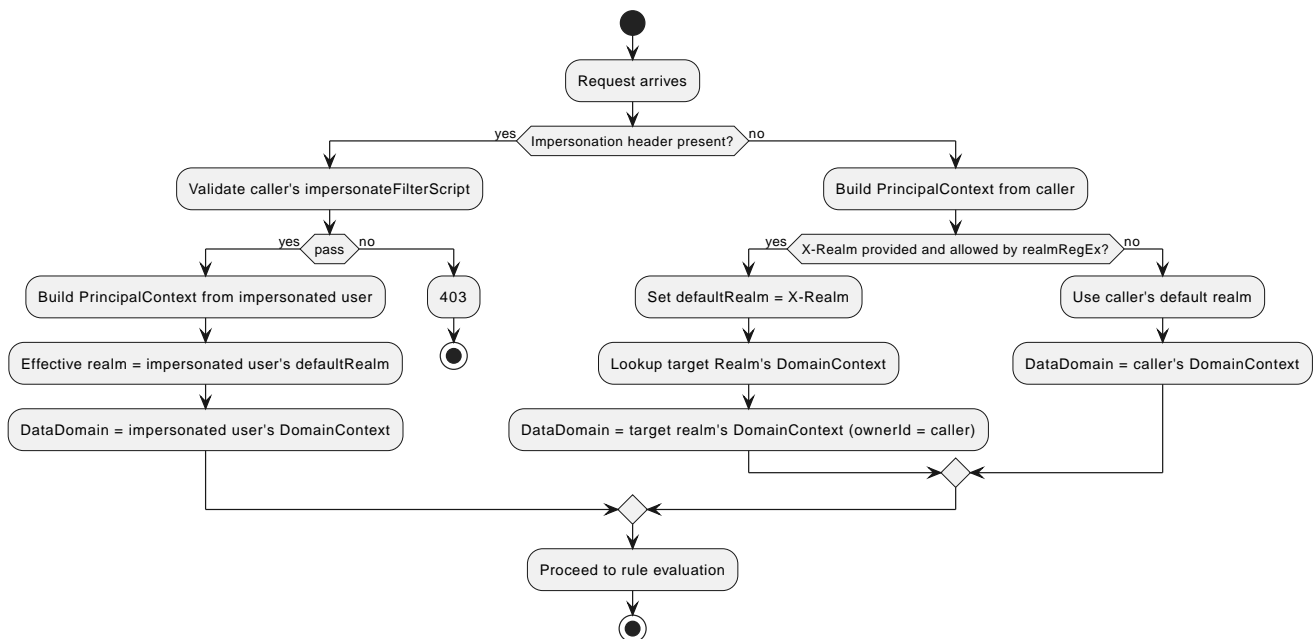 Request arrives
yes
Impersonation header present?
no
Validate caller's impersonateFilterScript
Build PrincipalContext from caller
yes
pass
no
yes
X-Realm provided and allowed by realmRegEx?
no
Build PrincipalContext from impersonated user
403
Set defaultRealm = X-Realm
Use caller's default realm
Effective realm = impersonated user's defaultRealm
Lookup target Realm's DomainContext
DataDomain = caller's DomainContext
DataDomain = impersonated user's DomainContext
DataDomain = target realm's DomainContext (ownerId = caller)
Proceed to rule evaluation